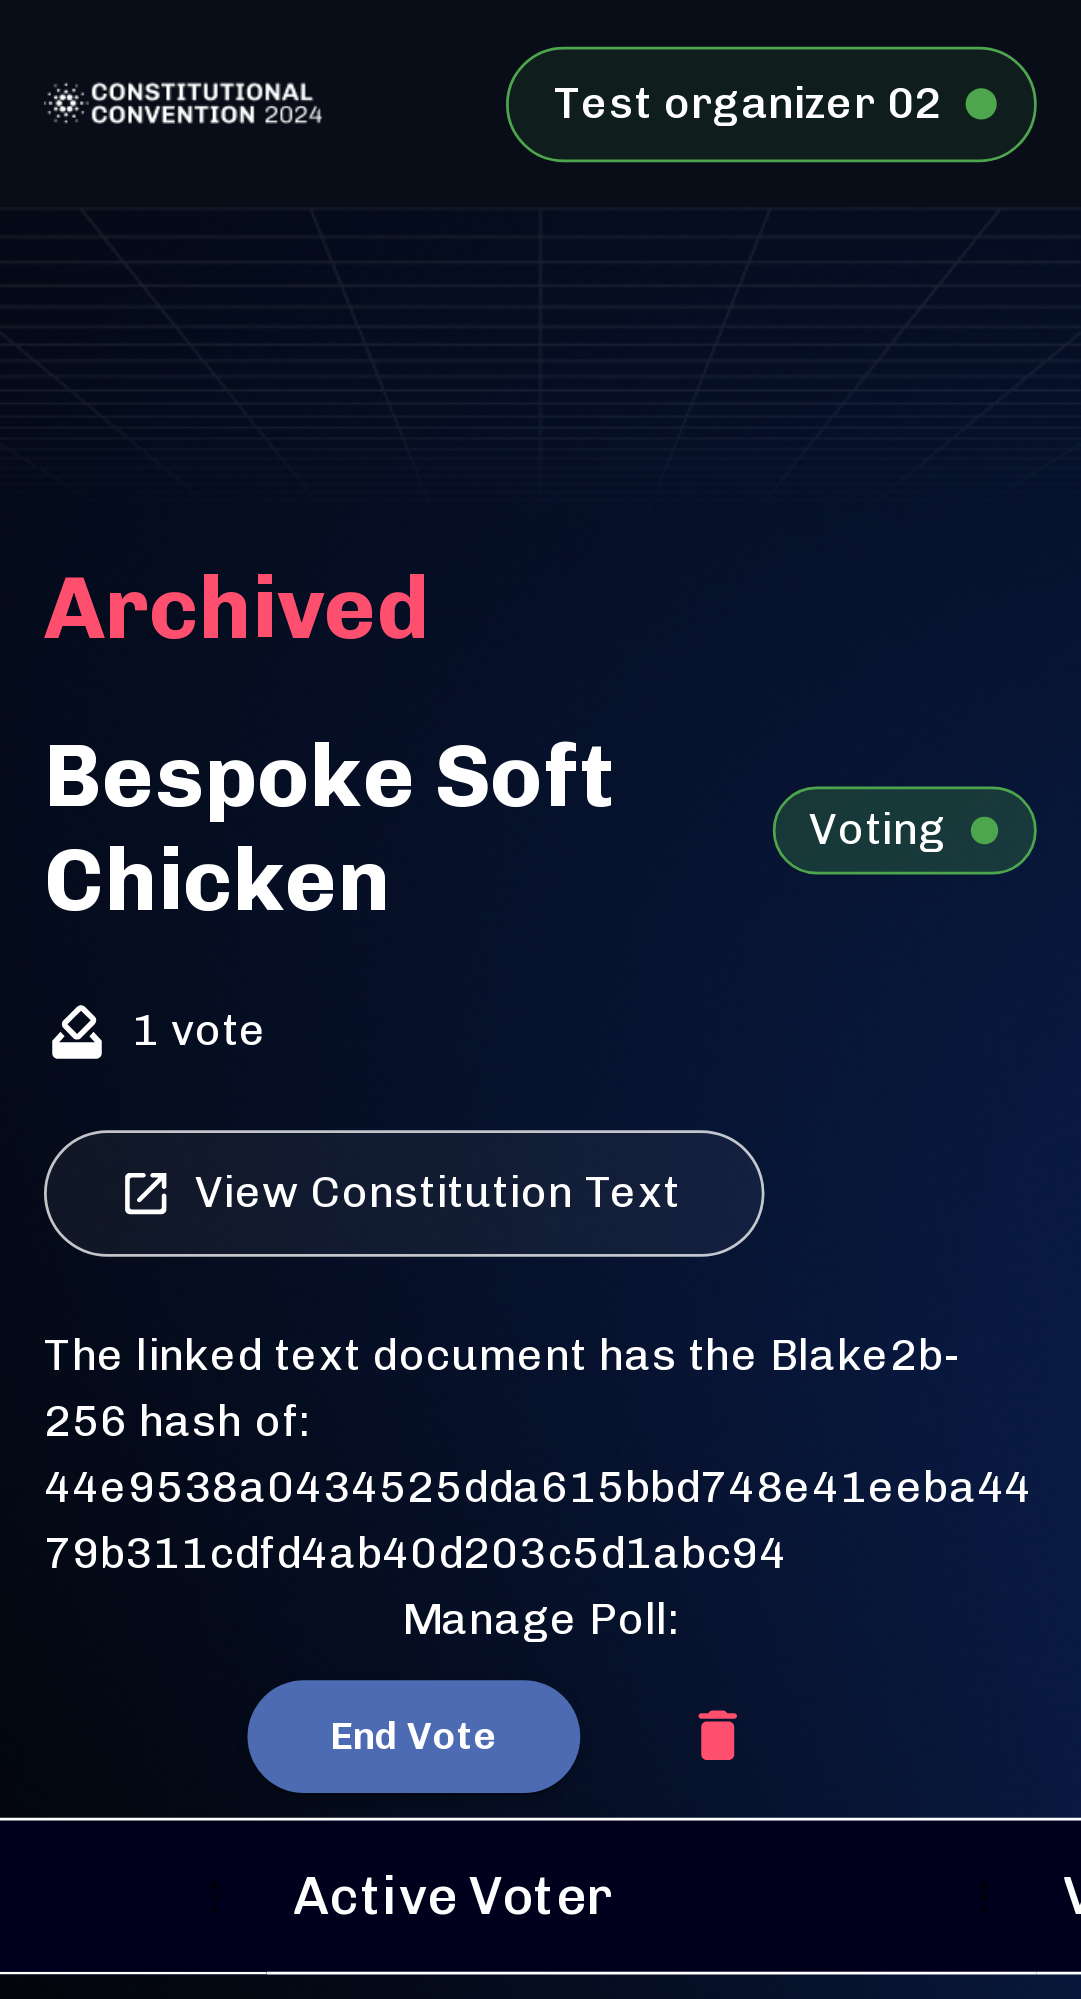 CONSTITUTIONAL
CONVENTION 2024
Test organizer 02
Archived
Bespoke Soft
Chicken
Voting
1 vote
View Constitution Text
The linked text document has the Blake2b-
256 hash of:
44e9538a0434525dda615bbd748e41eeba44
79b311cdfd4ab40d203c5d1abc94
Manage Poll:
End Vote
Active Voter